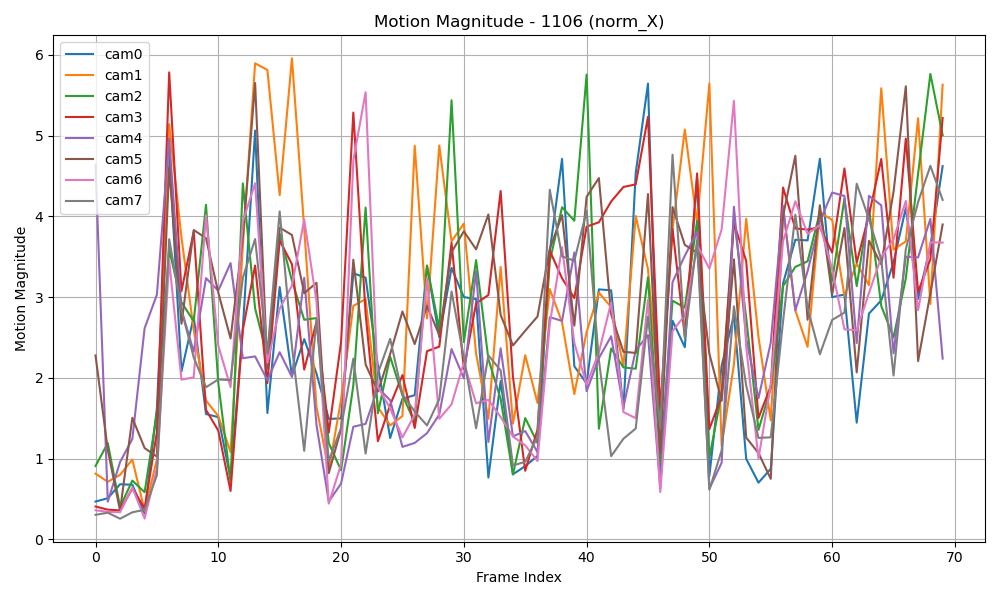 Motion Magnitude - 1106 (norm_X)
cam0
cam1
cam2
cam3
cam4
cam5
cam6
cam7
Motion Magnitude
6
5
4
3
2
1
0
0 10 20 30 40 50 60 70
Frame Index